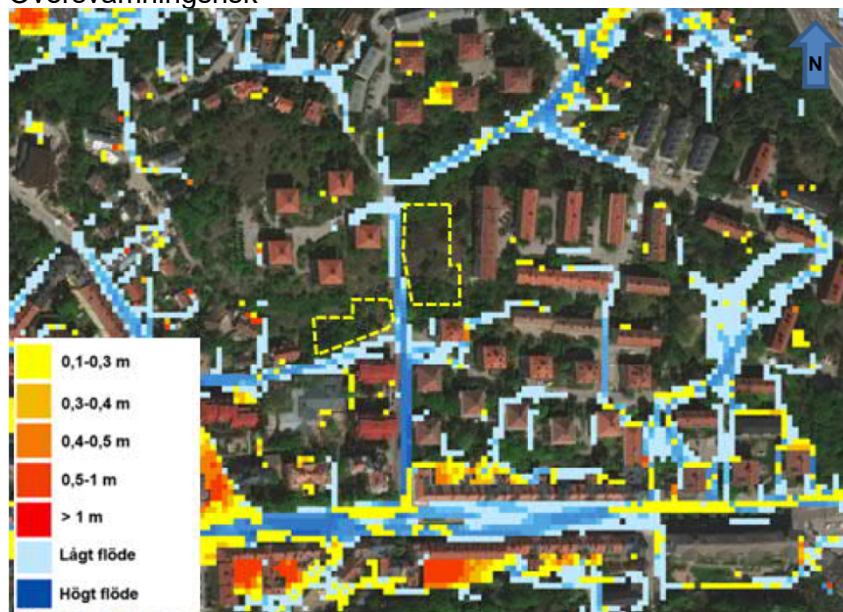 Översvämningsrisk
N
0,1-0,3 m
0,3-0,4 m
0,4-0,5 m
0,5-1 m
> 1 m
Lågt flöde
Högt flöde